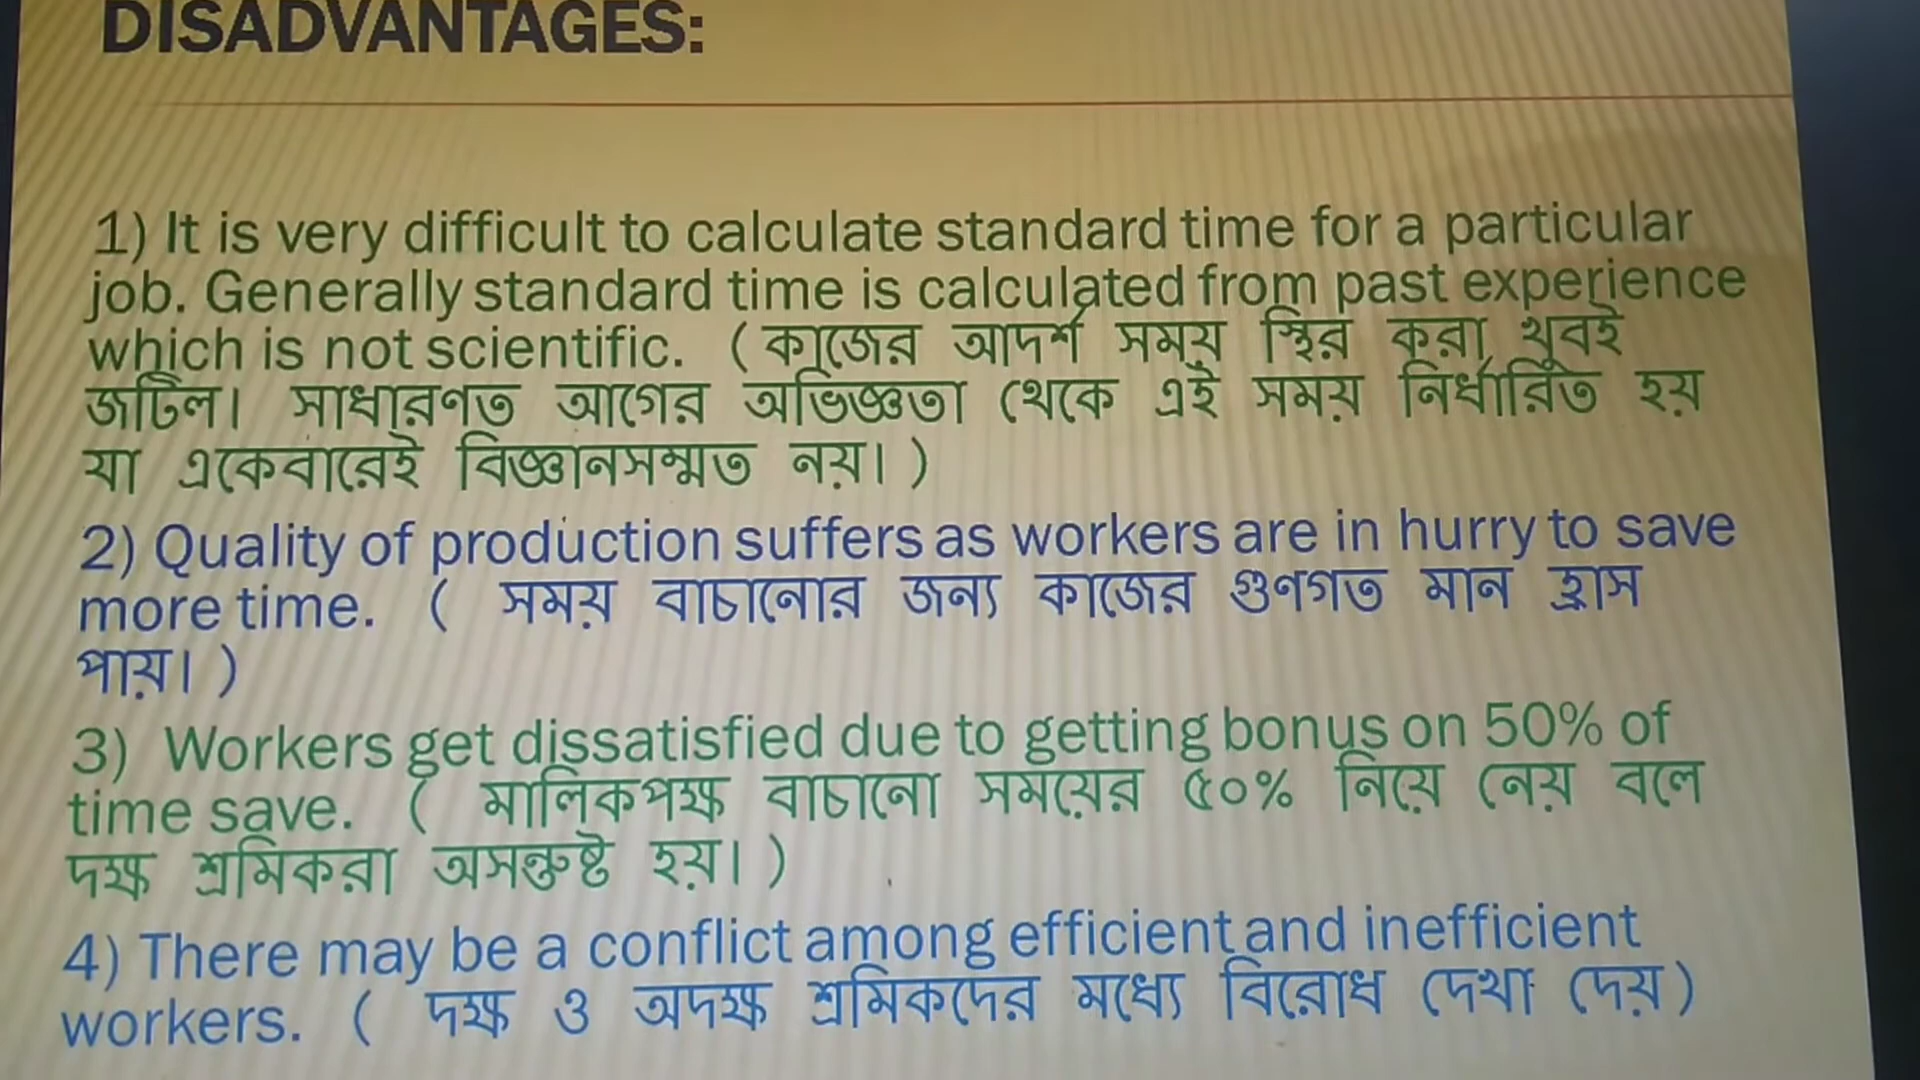 DISADVANTAGES:
1) It is very difficult to calculate standard time for a particular
job. Generally standard time is calculated from past experience
which is not scientific. ( কাজের আদর্শ সময় স্থির করা খুবই
জটিল। সাধারণত আগের অভিজ্ঞতা থেকে এই সময় নির্ধারিত হয়
যা একেবারেই বিজ্ঞানসম্মত নয়। )
2) Quality of production suffers as workers are in hurry to save
more time. ( সময় বাচানোর জন্য কাজের গুণগত মান হ্রাস
পায়। )
3) Workers get dissatisfied due to getting bonus on 50% of
time save. ( মালিকপক্ষ বাচানো সময়ের ৫০% নিয়ে নেয় বলে
দক্ষ শ্রমিকরা অসন্তুষ্ট হয়। )
4) There may be a conflict among efficient and inefficient
workers. ( দক্ষ ও অদক্ষ শ্রমিকদের মধ্যে বিরোধ দেখা দেয় )